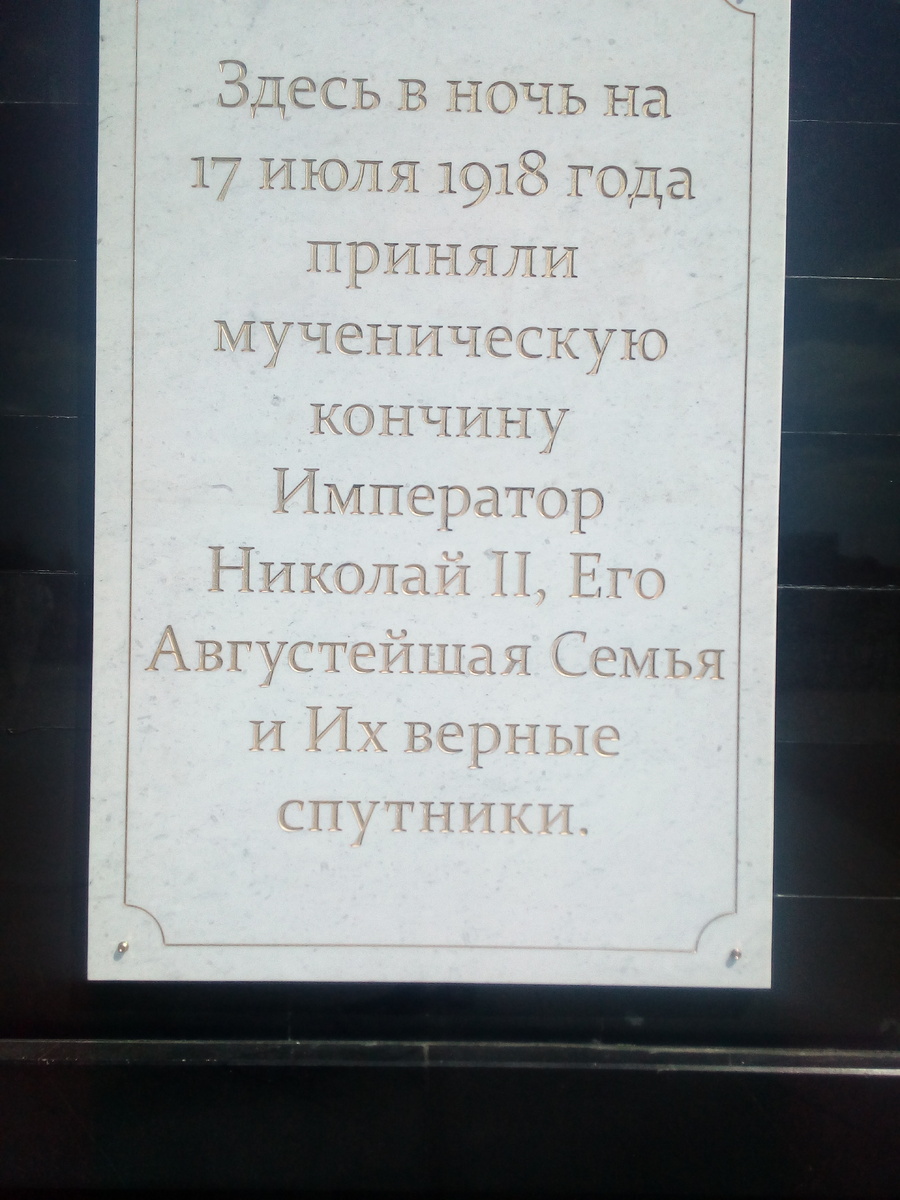 Здесь в ночь на
17 июля 1918 года
приняли
мученическую
кончину
Император
Николай II, Его
Августейшая Семья
и Их верные
спутники.